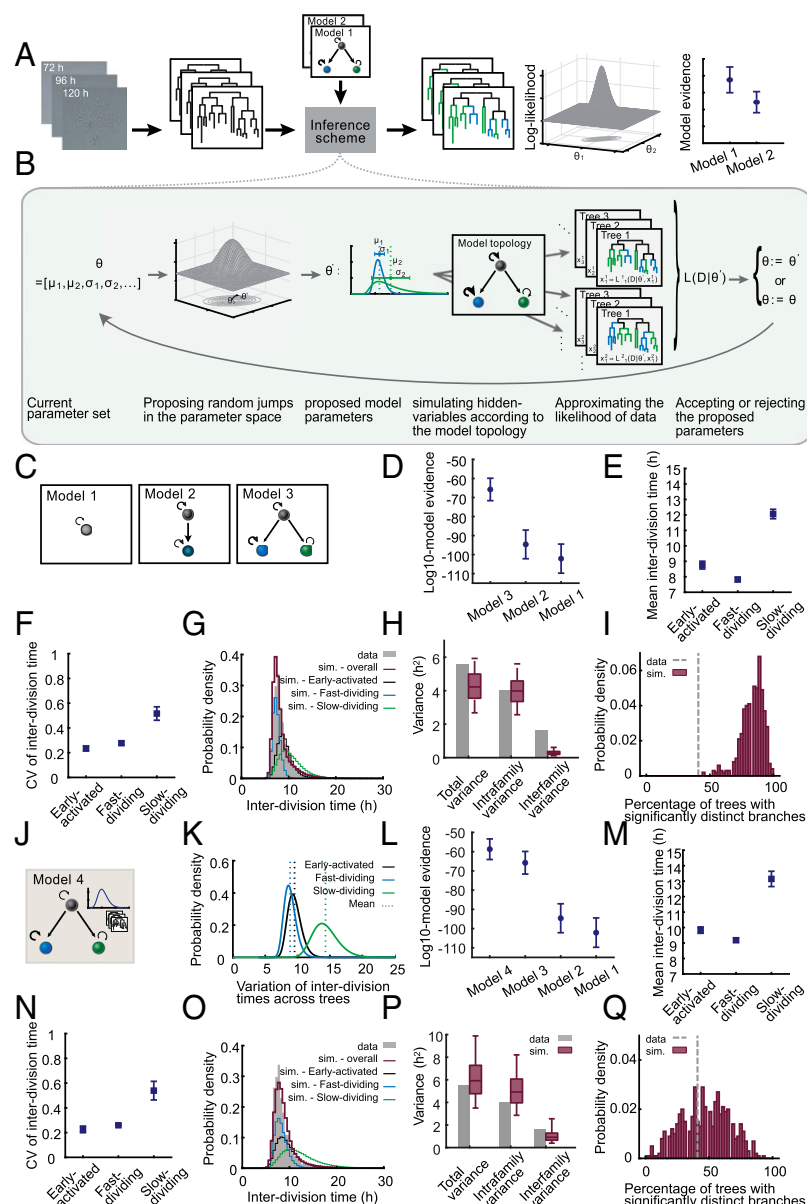 A
72 h
96 h
120 h
Model 2
Model 1
Inference
scheme
Log-likelihood
θ1
θ2
Model evidence
Model 1
Model 2
B
θ
=[μ1,μ2,σ1,σ2,...]
θ θ'
θ':
μ1
σ1
μ2
σ2
Model topology
Tree 3
Tree 2
Tree 1
Tree 3
Tree 2
Tree 1
L(D|θ')
θ:= θ'
or
θ:= θ
Current
parameter set
Proposing random jumps
in the parameter space
proposed model
parameters
simulating hidden-
variables according to
the model topology
Approximating the
likelihood of data
Accepting or rejecting
the proposed
parameters
C
Model 1
Model 2
Model 3
D
Log10-model evidence
-50
-60
-70
-80
-90
-100
-110
Model 3
Model 2
Model 1
E
Mean inter-division time (h)
15
14
13
12
11
10
9
8
7
Early-
activated
Fast-
dividing
Slow-
dividing
F
CV of inter-division time
1
0.8
0.6
0.4
0.2
0
Early-
activated
Fast-
dividing
Slow-
dividing
G
Probability density
0.4
0.3
0.2
0.1
0
data
sim. - overall
sim. - Early-activated
sim. - Fast-dividing
sim. - Slow-dividing
0
10
20
30
Inter-division time (h)
H
Variance (h²)
6
4
2
0
Total
variance
Intrafamily
variance
Interfamily
variance
I
Probability density
0.06
0.04
0.02
0
data
sim.
0
50
100
Percentage of trees with
significantly distinct branches
J
Model 4
K
Probability density
0.6
0.4
0.2
0
Early-activated
Fast-dividing
Slow-dividing
Mean
0
5
10
15
20
25
Variation of inter-division
times across trees
L
Log10-model evidence
-50
-60
-70
-80
-90
-100
-110
Model 4
Model 3
Model 2
Model 1
M
Mean inter-division time (h)
15
14
13
12
11
10
9
8
7
Early-
activated
Fast-
dividing
Slow-
dividing
N
CV of inter-division time
1
0.8
0.6
0.4
0.2
0
Early-
activated
Fast-
dividing
Slow-
dividing
O
Probability density
0.4
0.3
0.2
0.1
0
data
sim. - overall
sim. - Early-activated
sim. - Fast-dividing
sim. - Slow-dividing
0
10
20
30
Inter-division time (h)
P
Variance (h²)
10
8
6
4
2
0
data
sim.
Total
variance
Intrafamily
variance
Interfamily
variance
Q
Probability density
0.04
0.02
0
data
sim.
0
50
100
Percentage of trees with
significantly distinct branches